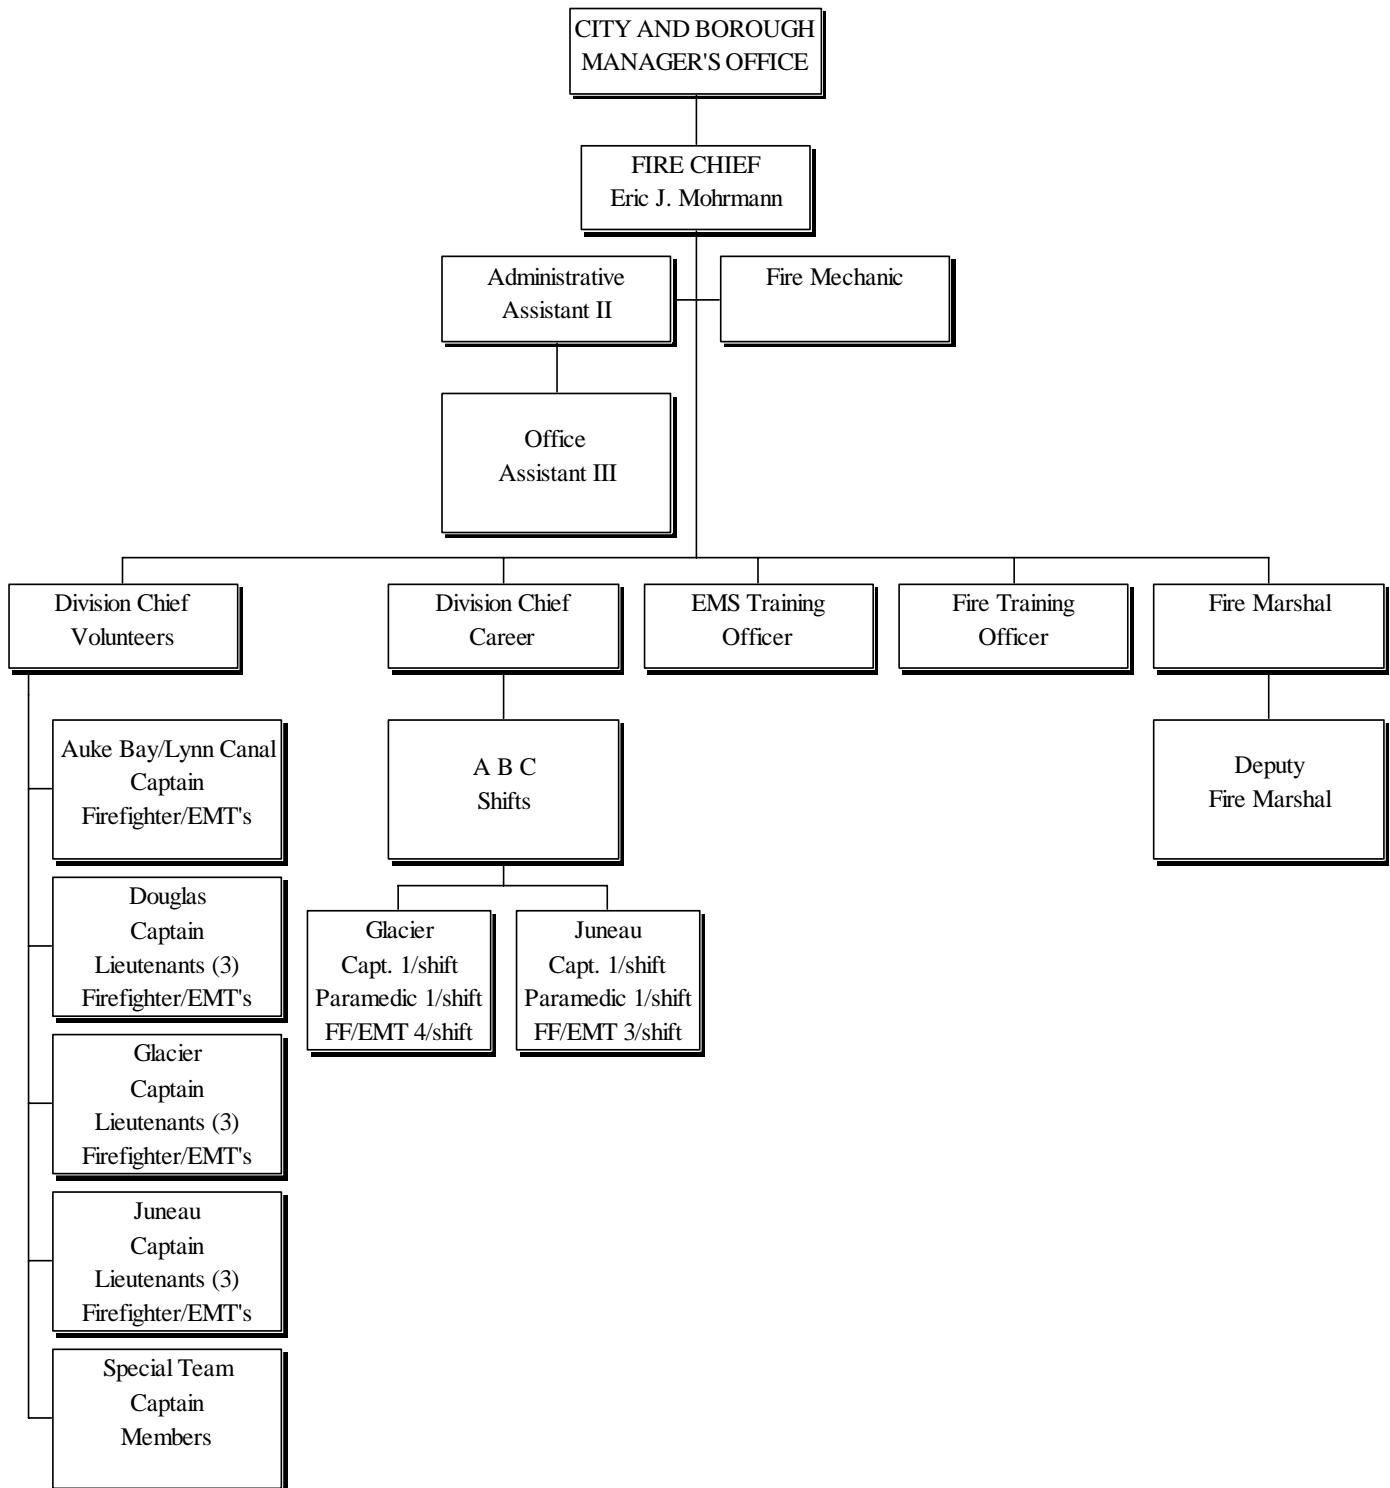 CITY AND BOROUGH
MANAGER'S OFFICE
FIRE CHIEF
Eric J. Mohrmann
Administrative
Assistant II
Fire Mechanic
Office
Assistant III
Division Chief
Volunteers
Division Chief
Career
EMS Training
Officer
Fire Training
Officer
Fire Marshal
Auke Bay/Lynn Canal
Captain
Firefighter/EMT's
A B C
Shifts
Deputy
Fire Marshal
Douglas
Captain
Lieutenants (3)
Firefighter/EMT's
Glacier
Capt. 1/shift
Paramedic 1/shift
FF/EMT 4/shift
Juneau
Capt. 1/shift
Paramedic 1/shift
FF/EMT 3/shift
Glacier
Captain
Lieutenants (3)
Firefighter/EMT's
Juneau
Captain
Lieutenants (3)
Firefighter/EMT's
Special Team
Captain
Members